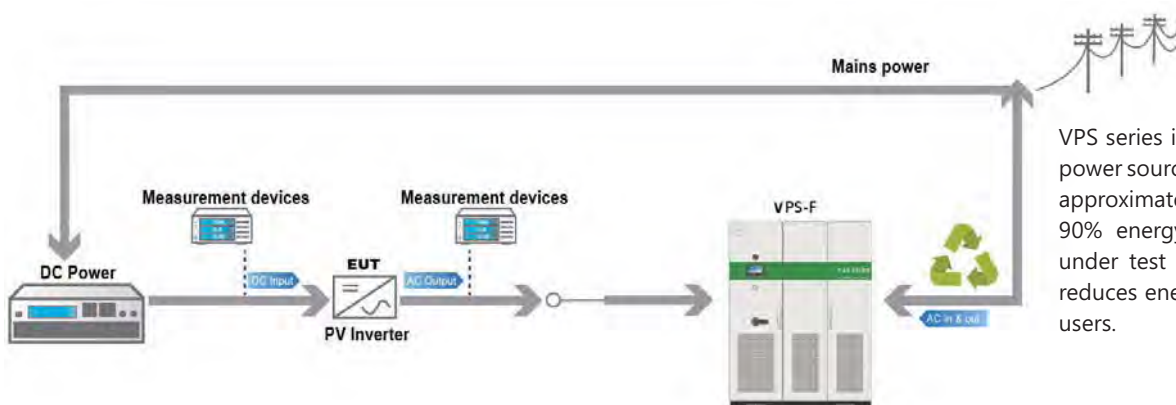 Mains power
Measurement devices
Measurement devices
VPS-F
DC Power
DC Input
EUT
AC Output
PV Inverter
AC in & out
VPS series i
power sourc
approximate
90% energy
under test
reduces ene
users.